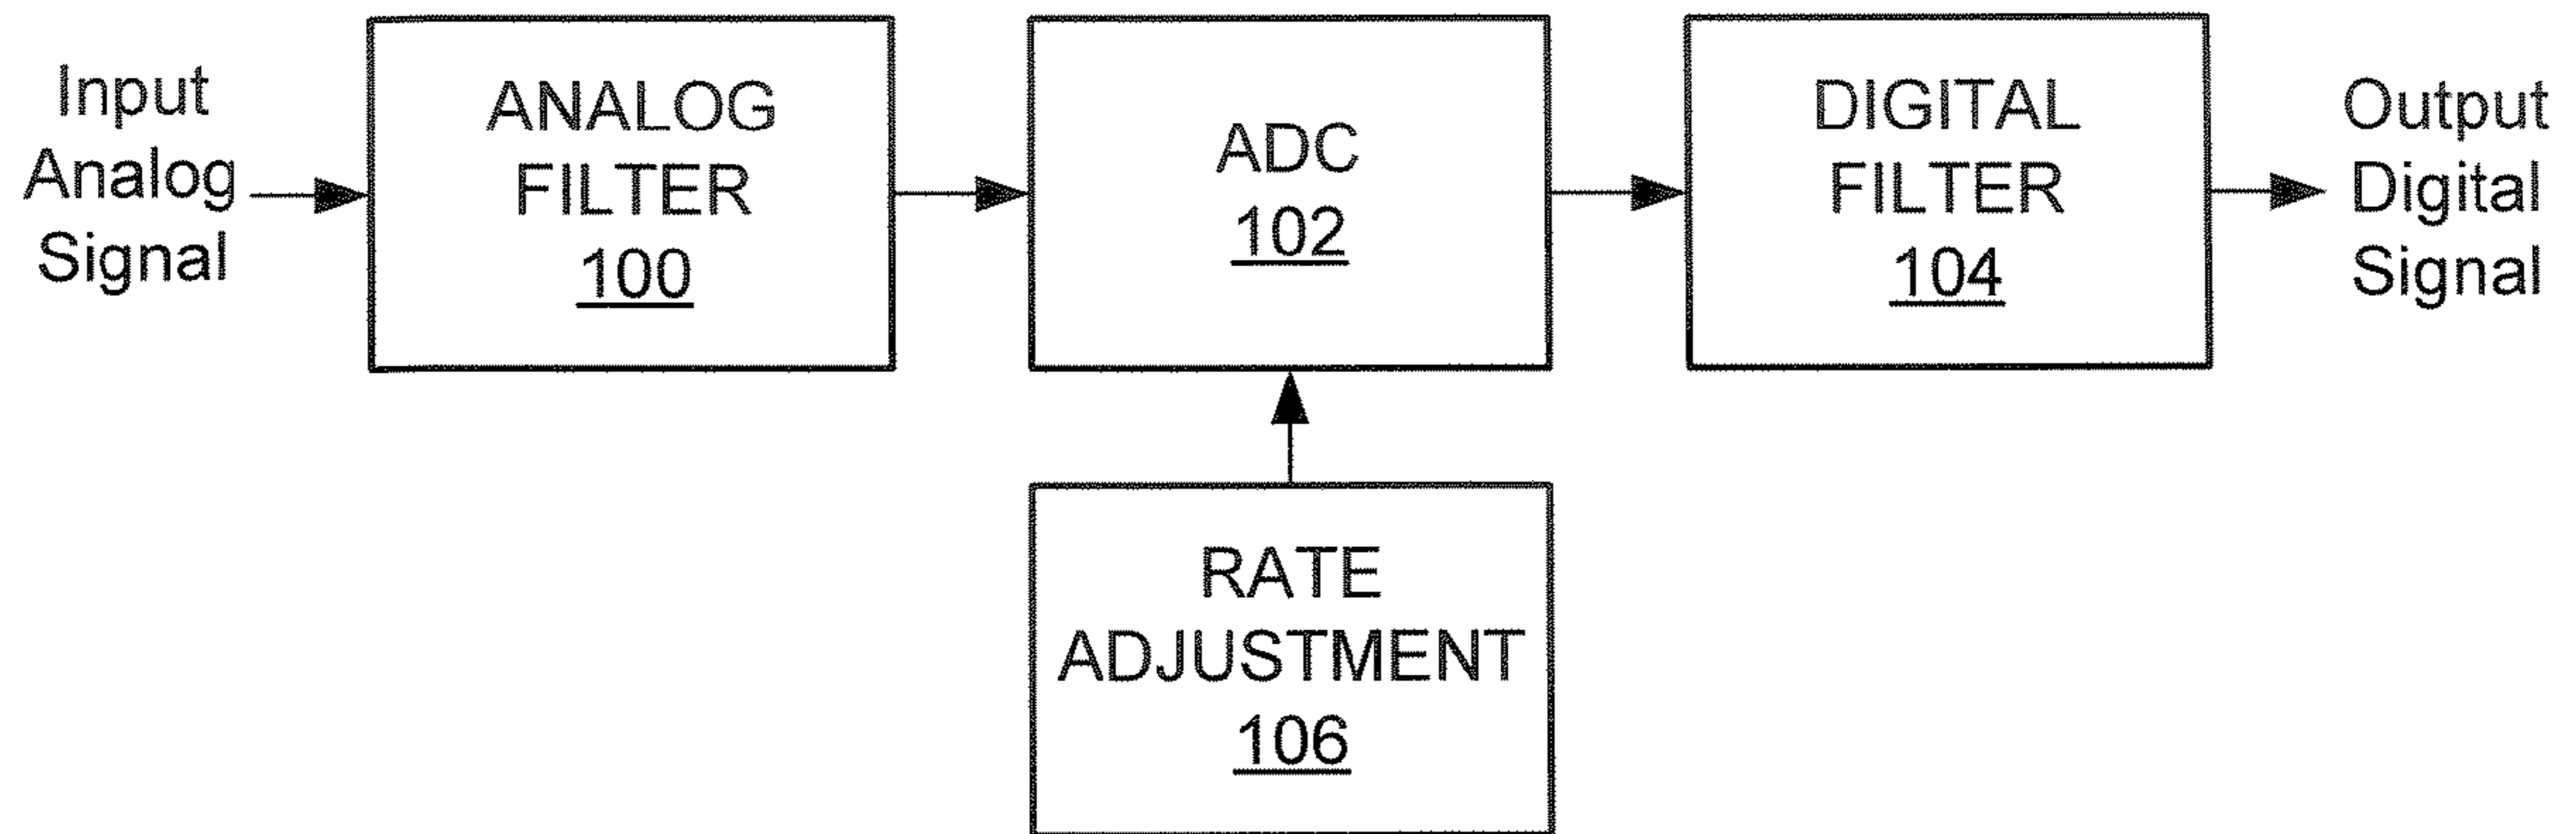 Input
Analog
Signal
ANALOG
FILTER
100
ADC
102
DIGITAL
FILTER
104
Output
Digital
Signal
RATE
ADJUSTMENT
106